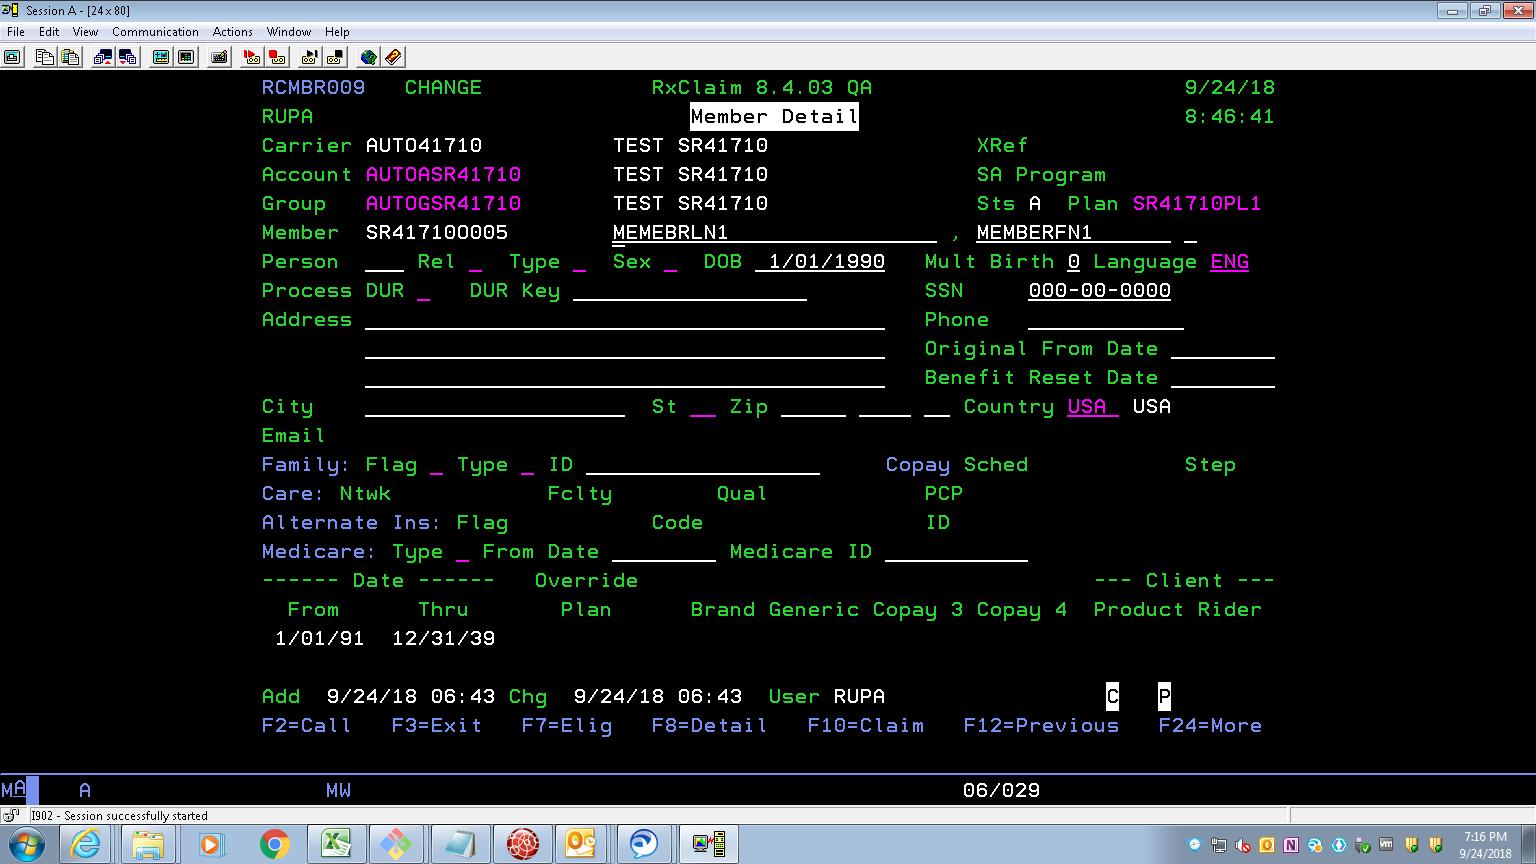 Session A - [24 x 80]
File Edit View Communication Actions Window Help
RCMBR009 CHANGE RxClaim 8.4.03 QA 9/24/18
RUPA Member Detail 8:46:41
Carrier AUTO41710 TEST SR41710 XRef
Account AUTOASR41710 TEST SR41710 SA Program
Group AUTOGSR41710 TEST SR41710 Sts A Plan SR41710PL1
Member SR41710O005 MEMEBRLN1 , MEMBERFN1
Person Rel Type Sex DOB 1/01/1990 Mult Birth 0 Language ENG
Process DUR DUR Key SSN 000-00-0000
Address Phone
Original From Date
Benefit Reset Date
City St Zip Country USA USA
Email
Family: Flag Type ID Copay Sched Step
Care: Ntwk Fclty Qual PCP
Alternate Ins: Flag Code ID
Medicare: Type From Date Medicare ID
------ Date ------ Override --- Client ---
From Thru Plan Brand Generic Copay 3 Copay 4 Product Rider
1/01/91 12/31/39
Add 9/24/18 06:43 Chg 9/24/18 06:43 User RUPA C P
F2=Call F3=Exit F7=Elig F8=Detail F10=Claim F12=Previous F24=More
MA A MW 06/029
I902 - Session successfully started
7:16 PM
9/24/2018